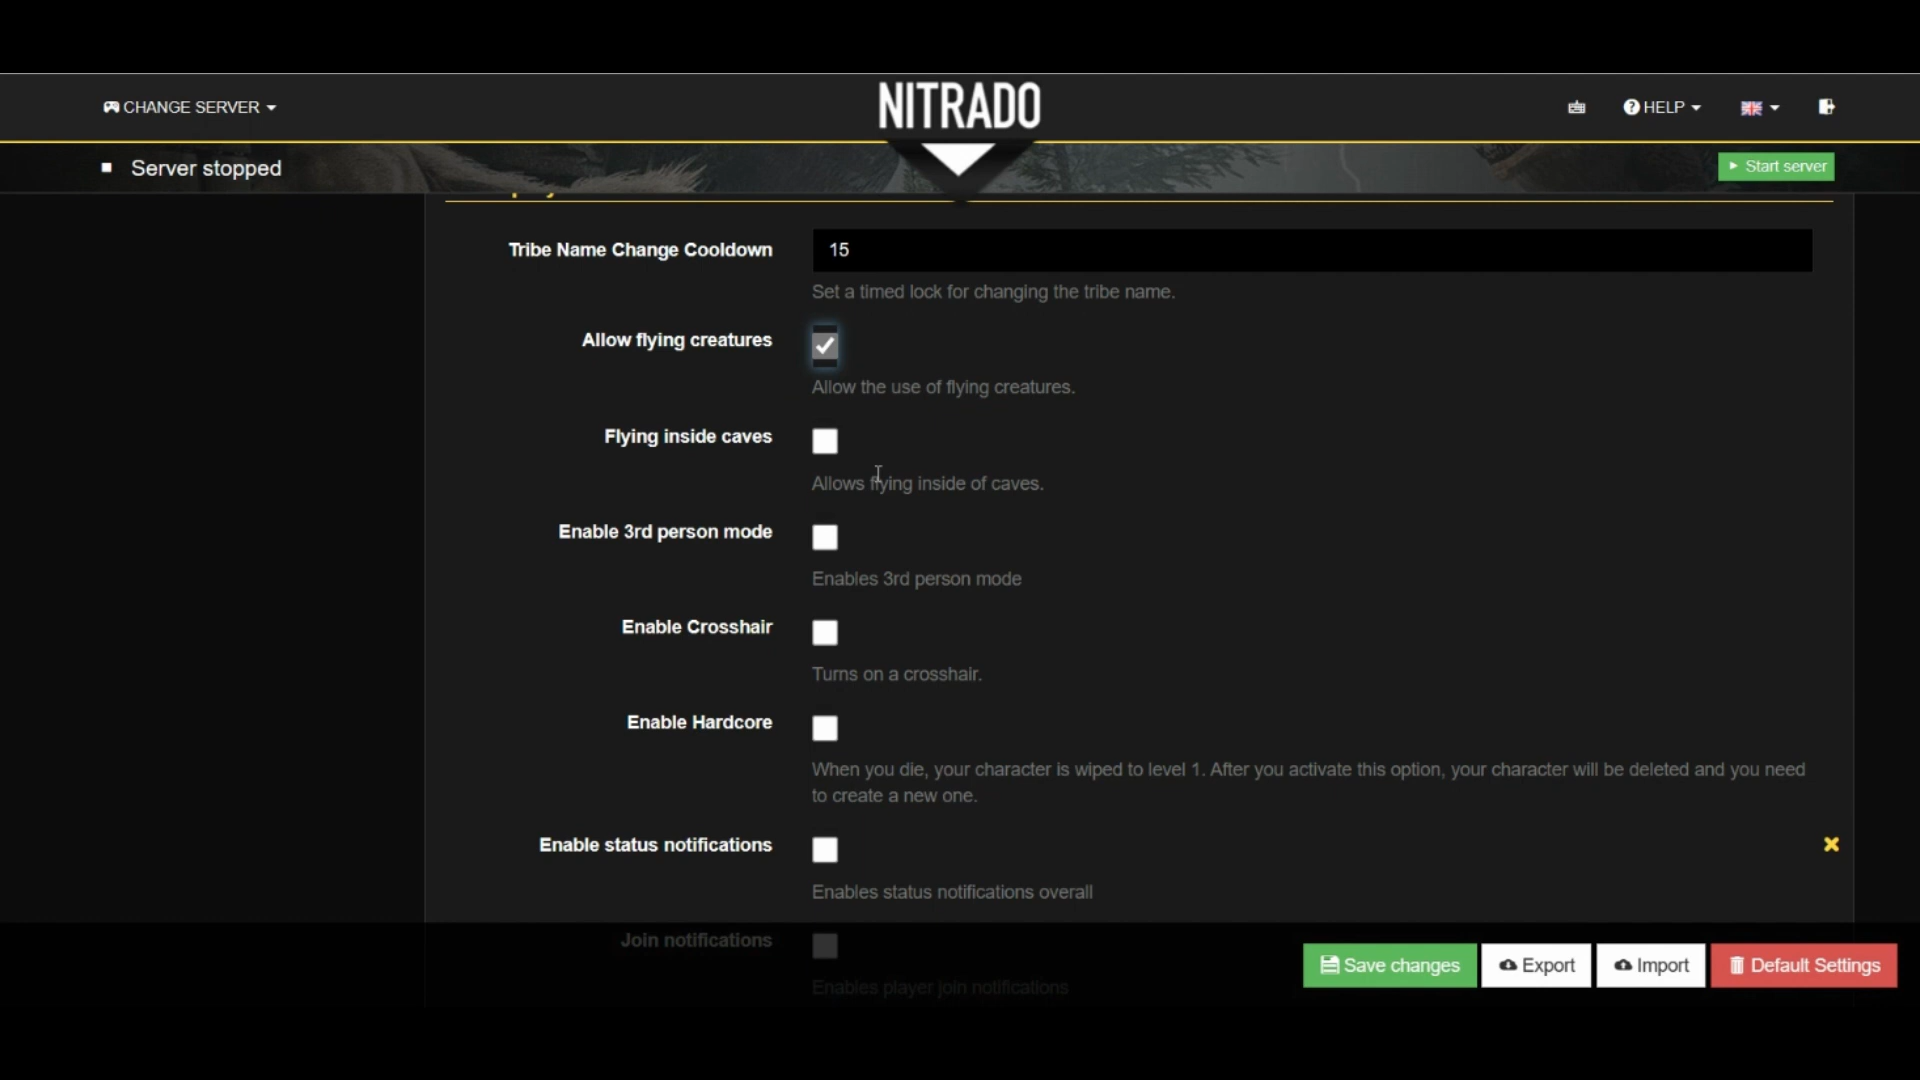 CHANGE SERVER
NITRADO
HELP
Server stopped
Start server
Tribe Name Change Cooldown
15
Set a timed lock for changing the tribe name.
Allow flying creatures
Allow the use of flying creatures.
Flying inside caves
Allows flying inside of caves.
Enable 3rd person mode
Enables 3rd person mode
Enable Crosshair
Turns on a crosshair.
Enable Hardcore
When you die, your character is wiped to level 1. After you activate this option, your character will be deleted and you need
to create a new one.
Enable status notifications
Enables status notifications overall
Join notifications
Enables player join notifications
Save changes
Export
Import
Default Settings